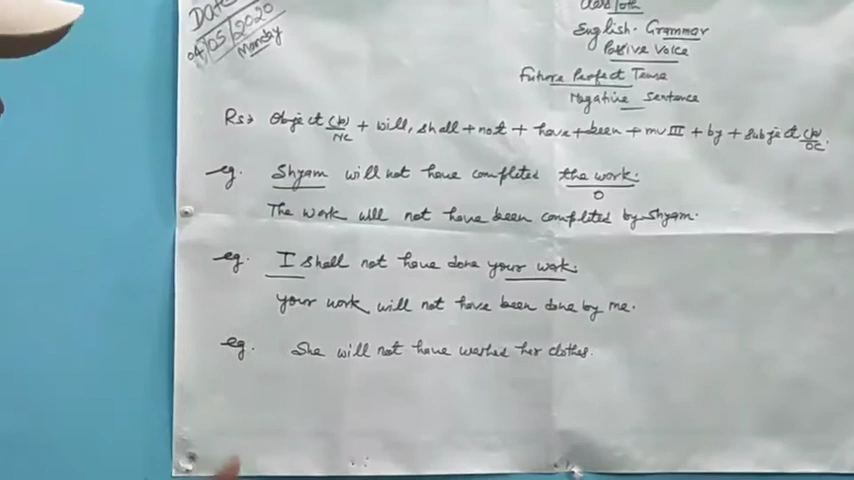 Date
04/05/2020
Monday
Class 10th
English Grammar
Passive Voice
Future Perfect Tense
Negative Sentence
Rs→ Object (P)/NC + will, shall + not + have + been + mv III + by + subject (P)/OC.
eg. Shyam will not have completed the work.
O
The work will not have been completed by Shyam.
eg. I shall not have done your work.
your work will not have been done by me.
eg. She will not have washed her clothes.